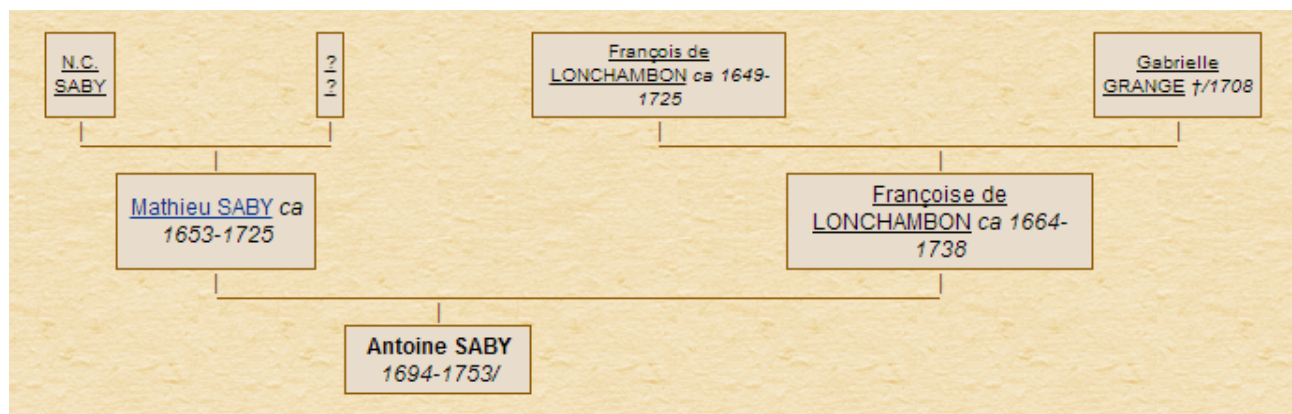 N.C.
SABY
?
?
François de
LONCHAMBON ca 1649-
1725
Gabrielle
GRANGE †/1708
Mathieu SABY ca
1653-1725
Françoise de
LONCHAMBON ca 1664-
1738
Antoine SABY
1694-1753/